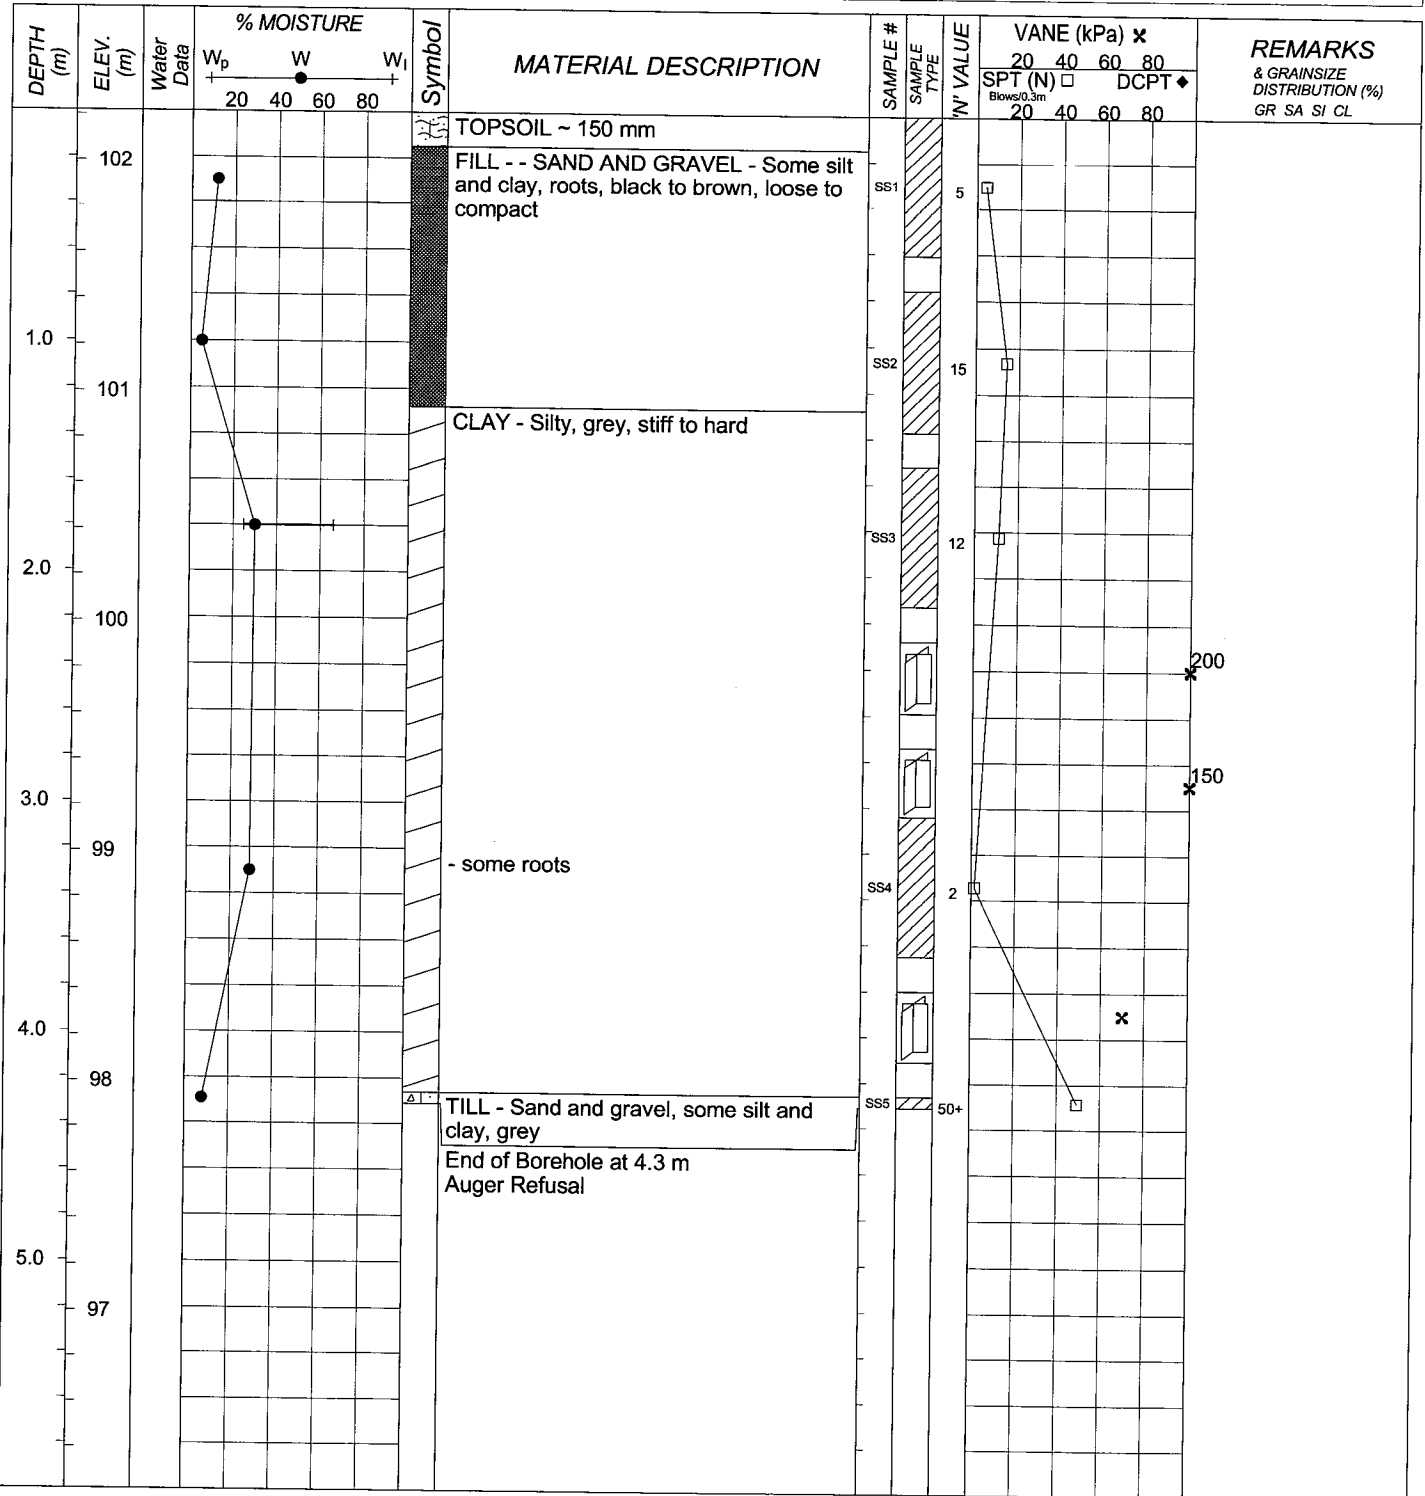 DEPTH (m)
ELEV. (m)
Water Data
% MOISTURE
Wp W Wl
20 40 60 80
Symbol
MATERIAL DESCRIPTION
SAMPLE #
SAMPLE TYPE
'N' VALUE
VANE (kPa) ×
20 40 60 80
SPT (N) □ DCPT ◆
Blows/0.3m
20 40 60 80
REMARKS
& GRAINSIZE
DISTRIBUTION (%)
GR SA SI CL
TOPSOIL ~ 150 mm
102
FILL - - SAND AND GRAVEL - Some silt
and clay, roots, black to brown, loose to
compact
SS1
5
1.0
SS2
15
101
CLAY - Silty, grey, stiff to hard
SS3
12
2.0
100
200
150
3.0
99
- some roots
SS4
2
4.0
98
TILL - Sand and gravel, some silt and
clay, grey
SS5
50+
End of Borehole at 4.3 m
Auger Refusal
5.0
97